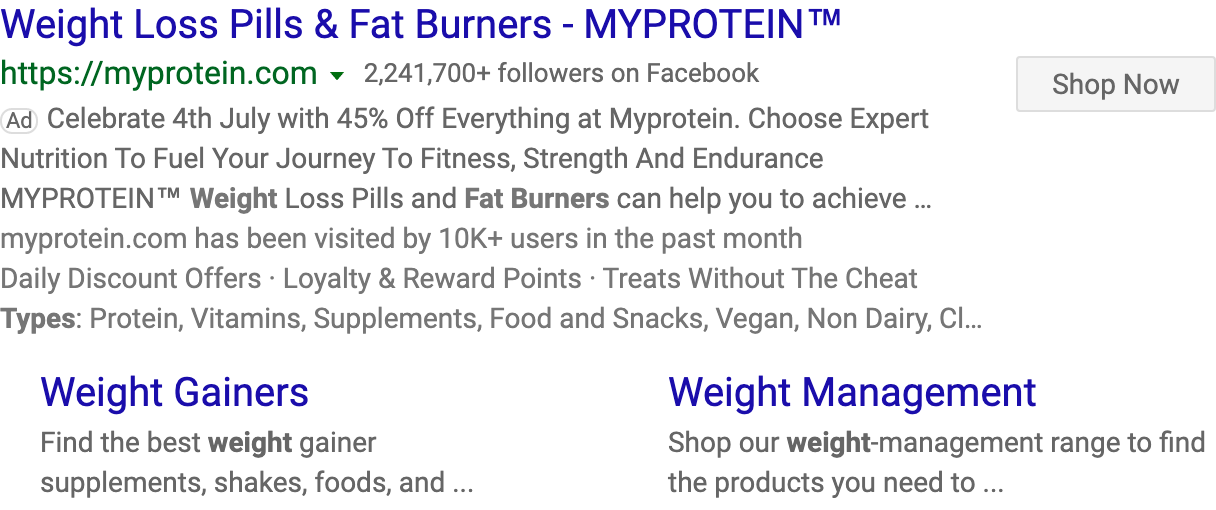 Weight Loss Pills & Fat Burners - MYPROTEIN™
https://myprotein.com 2,241,700+ followers on Facebook
Shop Now
Ad Celebrate 4th July with 45% Off Everything at Myprotein. Choose Expert
Nutrition To Fuel Your Journey To Fitness, Strength And Endurance
MYPROTEIN™ Weight Loss Pills and Fat Burners can help you to achieve ...
myprotein.com has been visited by 10K+ users in the past month
Daily Discount Offers · Loyalty & Reward Points · Treats Without The Cheat
Types: Protein, Vitamins, Supplements, Food and Snacks, Vegan, Non Dairy, Cl...
Weight Gainers
Find the best weight gainer
supplements, shakes, foods, and ...
Weight Management
Shop our weight-management range to find
the products you need to ...